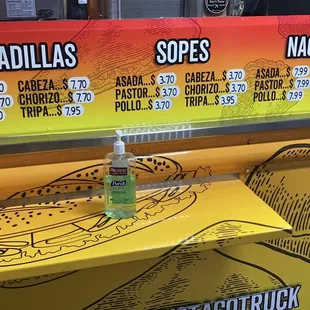 ADILLAS
CABEZA...$ 7.70
CHORIZO...$ 7.70
TRIPA...$ 7.95
SOPES
ASADA...$ 3.70
PASTOR...$ 3.70
POLLO...$ 3.70
CABEZA...$ 3.70
CHORIZO...$ 3.70
TRIPA...$ 3.95
NA
ASADA...$ 7.99
PASTOR...$ 7.99
POLLO...$ 7.99
Purell
STACOTRUCK